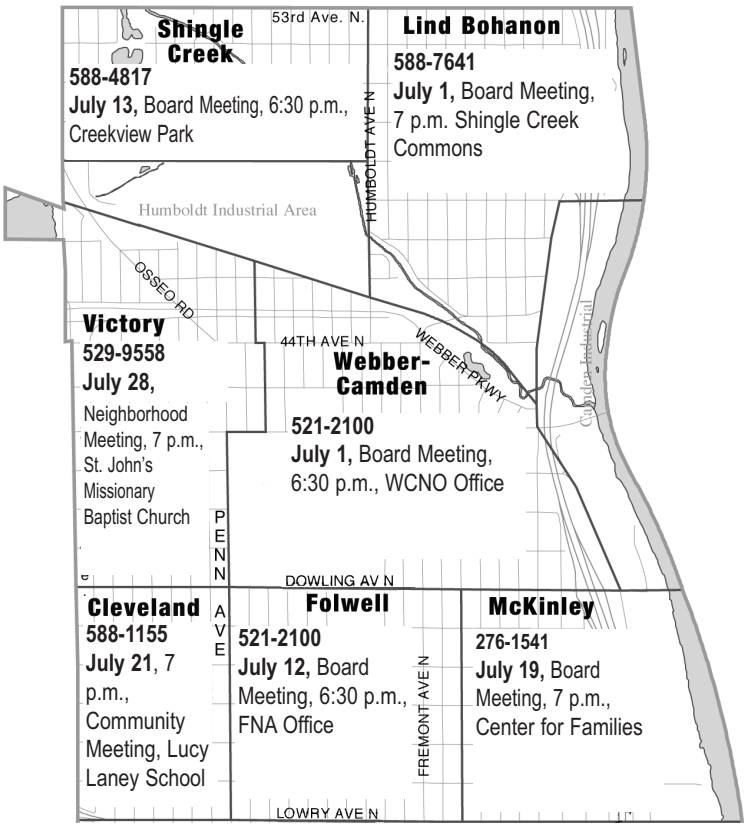 53rd Ave. N.
Shingle
Creek
588-4817
July 13, Board Meeting, 6:30 p.m.,
Creekview Park
Lind Bohanon
588-7641
July 1, Board Meeting,
7 p.m. Shingle Creek
Commons
HUMBOLDT AVE N
Humboldt Industrial Area
OSSEO RD
Victory
529-9558
July 28,
Neighborhood
Meeting, 7 p.m.,
St. John's
Missionary
Baptist Church
44TH AVE N
WEBBER PKWY
Webber-
Camden
521-2100
July 1, Board Meeting,
6:30 p.m., WCNO Office
Camden Industrial
PENN AVE
DOWLING AV N
Cleveland
588-1155
July 21, 7
p.m.,
Community
Meeting, Lucy
Laney School
Folwell
521-2100
July 12, Board
Meeting, 6:30 p.m.,
FNA Office
FREMONT AVE N
McKinley
276-1541
July 19, Board
Meeting, 7 p.m.,
Center for Families
LOWRY AVE N